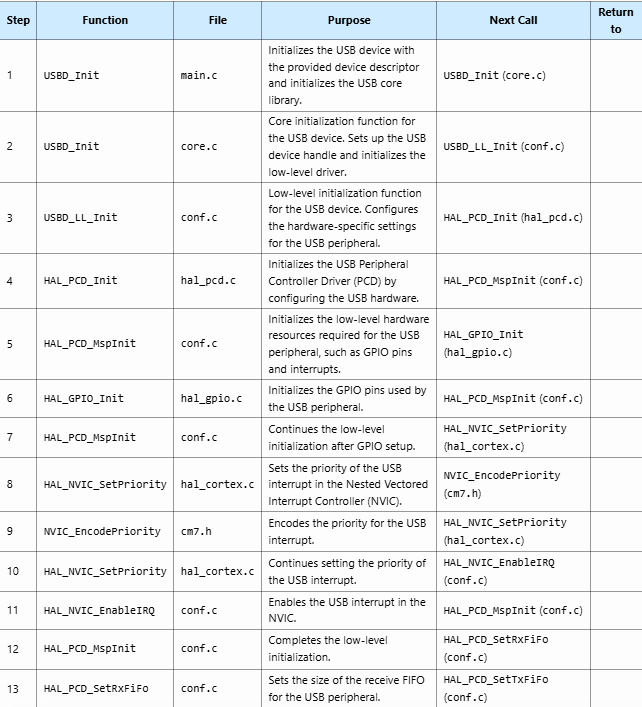 Step Function File Purpose Next Call Return
to
1 USBD_Init main.c Initializes the USB device with
the provided device descriptor
and initializes the USB core
library. USBD_Init (core.c)
2 USBD_Init core.c Core initialization function for
the USB device. Sets up the USB
device handle and initializes the
low-level driver. USBD_LL_Init (conf.c)
3 USBD_LL_Init conf.c Low-level initialization function
for the USB device. Configures
the hardware-specific settings
for the USB peripheral. HAL_PCD_Init (hal_pcd.c)
4 HAL_PCD_Init hal_pcd.c Initializes the USB Peripheral
Controller Driver (PCD) by
configuring the USB hardware. HAL_PCD_MspInit (conf.c)
5 HAL_PCD_MspInit conf.c Initializes the low-level hardware
resources required for the USB
peripheral, such as GPIO pins
and interrupts. HAL_GPIO_Init
(hal_gpio.c)
6 HAL_GPIO_Init hal_gpio.c Initializes the GPIO pins used by
the USB peripheral. HAL_PCD_MspInit (conf.c)
7 HAL_PCD_MspInit conf.c Continues the low-level
initialization after GPIO setup. HAL_NVIC_SetPriority
(hal_cortex.c)
8 HAL_NVIC_SetPriority hal_cortex.c Sets the priority of the USB
interrupt in the Nested Vectored
Interrupt Controller (NVIC). NVIC_EncodePriority
(cm7.h)
9 NVIC_EncodePriority cm7.h Encodes the priority for the USB
interrupt. HAL_NVIC_SetPriority
(hal_cortex.c)
10 HAL_NVIC_SetPriority hal_cortex.c Continues setting the priority of
the USB interrupt. HAL_NVIC_EnableIRQ
(conf.c)
11 HAL_NVIC_EnableIRQ conf.c Enables the USB interrupt in the
NVIC. HAL_PCD_MspInit (conf.c)
12 HAL_PCD_MspInit conf.c Completes the low-level
initialization. HAL_PCD_SetRxFiFo
(conf.c)
13 HAL_PCD_SetRxFiFo conf.c Sets the size of the receive FIFO
for the USB peripheral. HAL_PCD_SetTxFiFo
(conf.c)